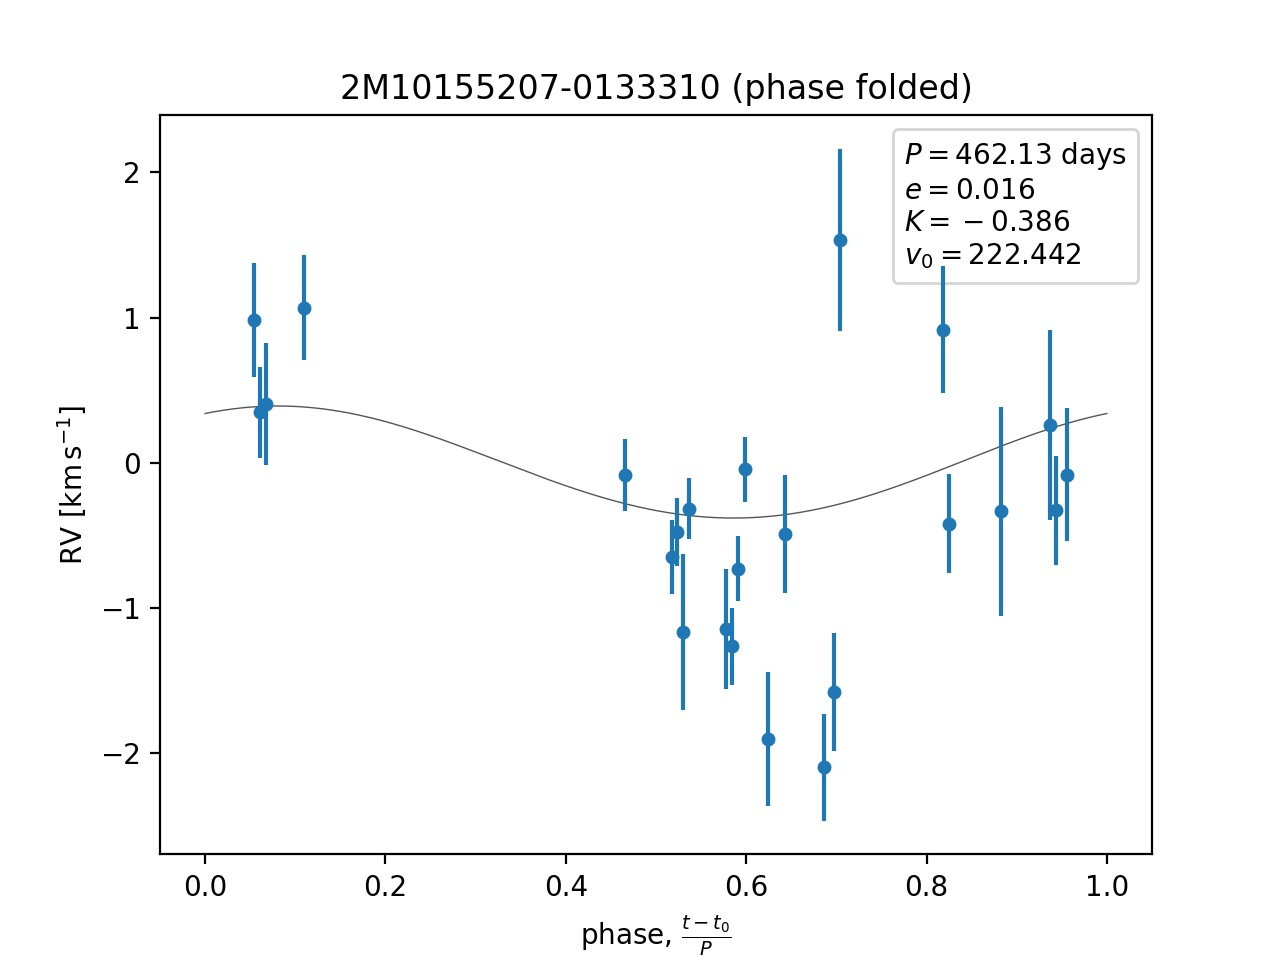 2M10155207-0133310 (phase folded)
P = 462.13 days
e = 0.016
K = −0.386
v₀ = 222.442
RV [km s⁻¹]
2
1
0
−1
−2
0.0 0.2 0.4 0.6 0.8 1.0
phase, (t − t₀)/P